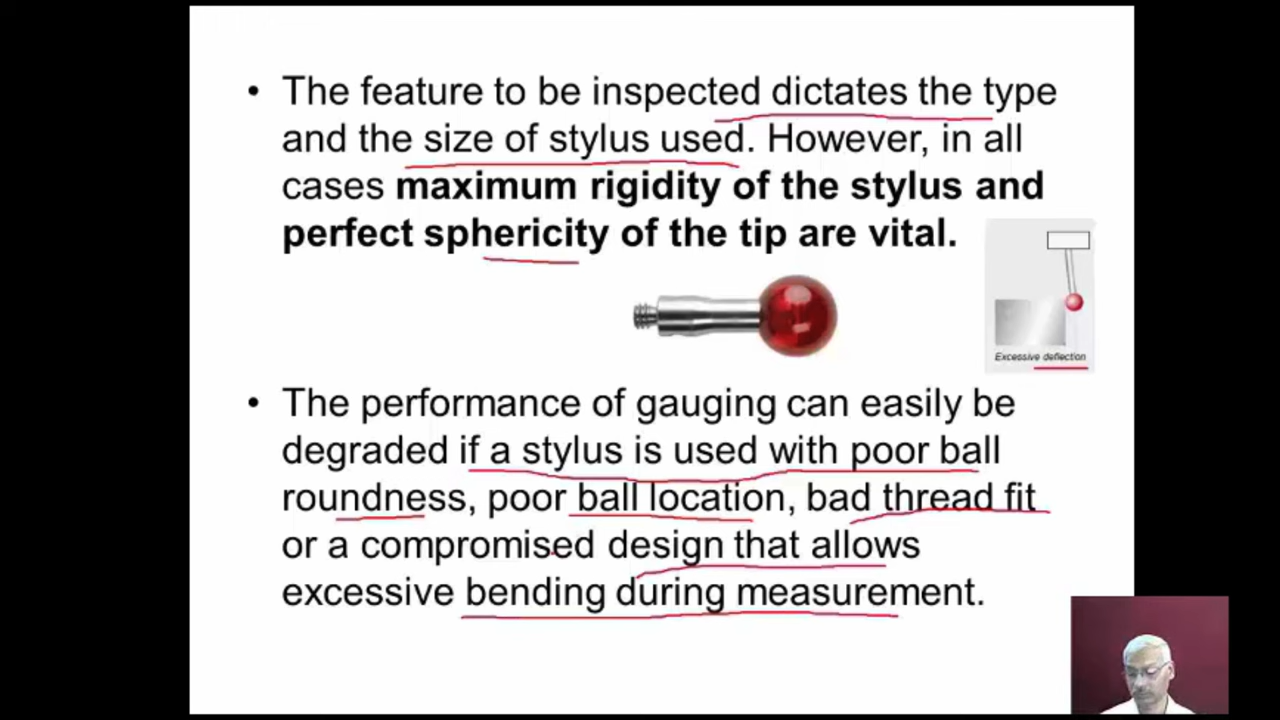 • The feature to be inspected dictates the type
and the size of stylus used. However, in all
cases maximum rigidity of the stylus and
perfect sphericity of the tip are vital.
Excessive deflection
• The performance of gauging can easily be
degraded if a stylus is used with poor ball
roundness, poor ball location, bad thread fit
or a compromised design that allows
excessive bending during measurement.